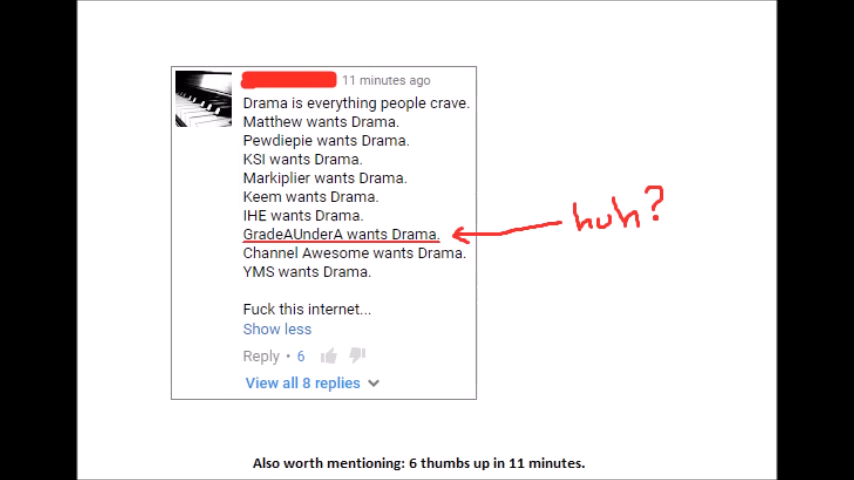 11 minutes ago
Drama is everything people crave.
Matthew wants Drama.
Pewdiepie wants Drama.
KSI wants Drama.
Markiplier wants Drama.
Keem wants Drama.
IHE wants Drama.
GradeAUnderA wants Drama.
huh?
Channel Awesome wants Drama.
YMS wants Drama.
Fuck this internet...
Show less
Reply • 6
View all 8 replies
Also worth mentioning: 6 thumbs up in 11 minutes.